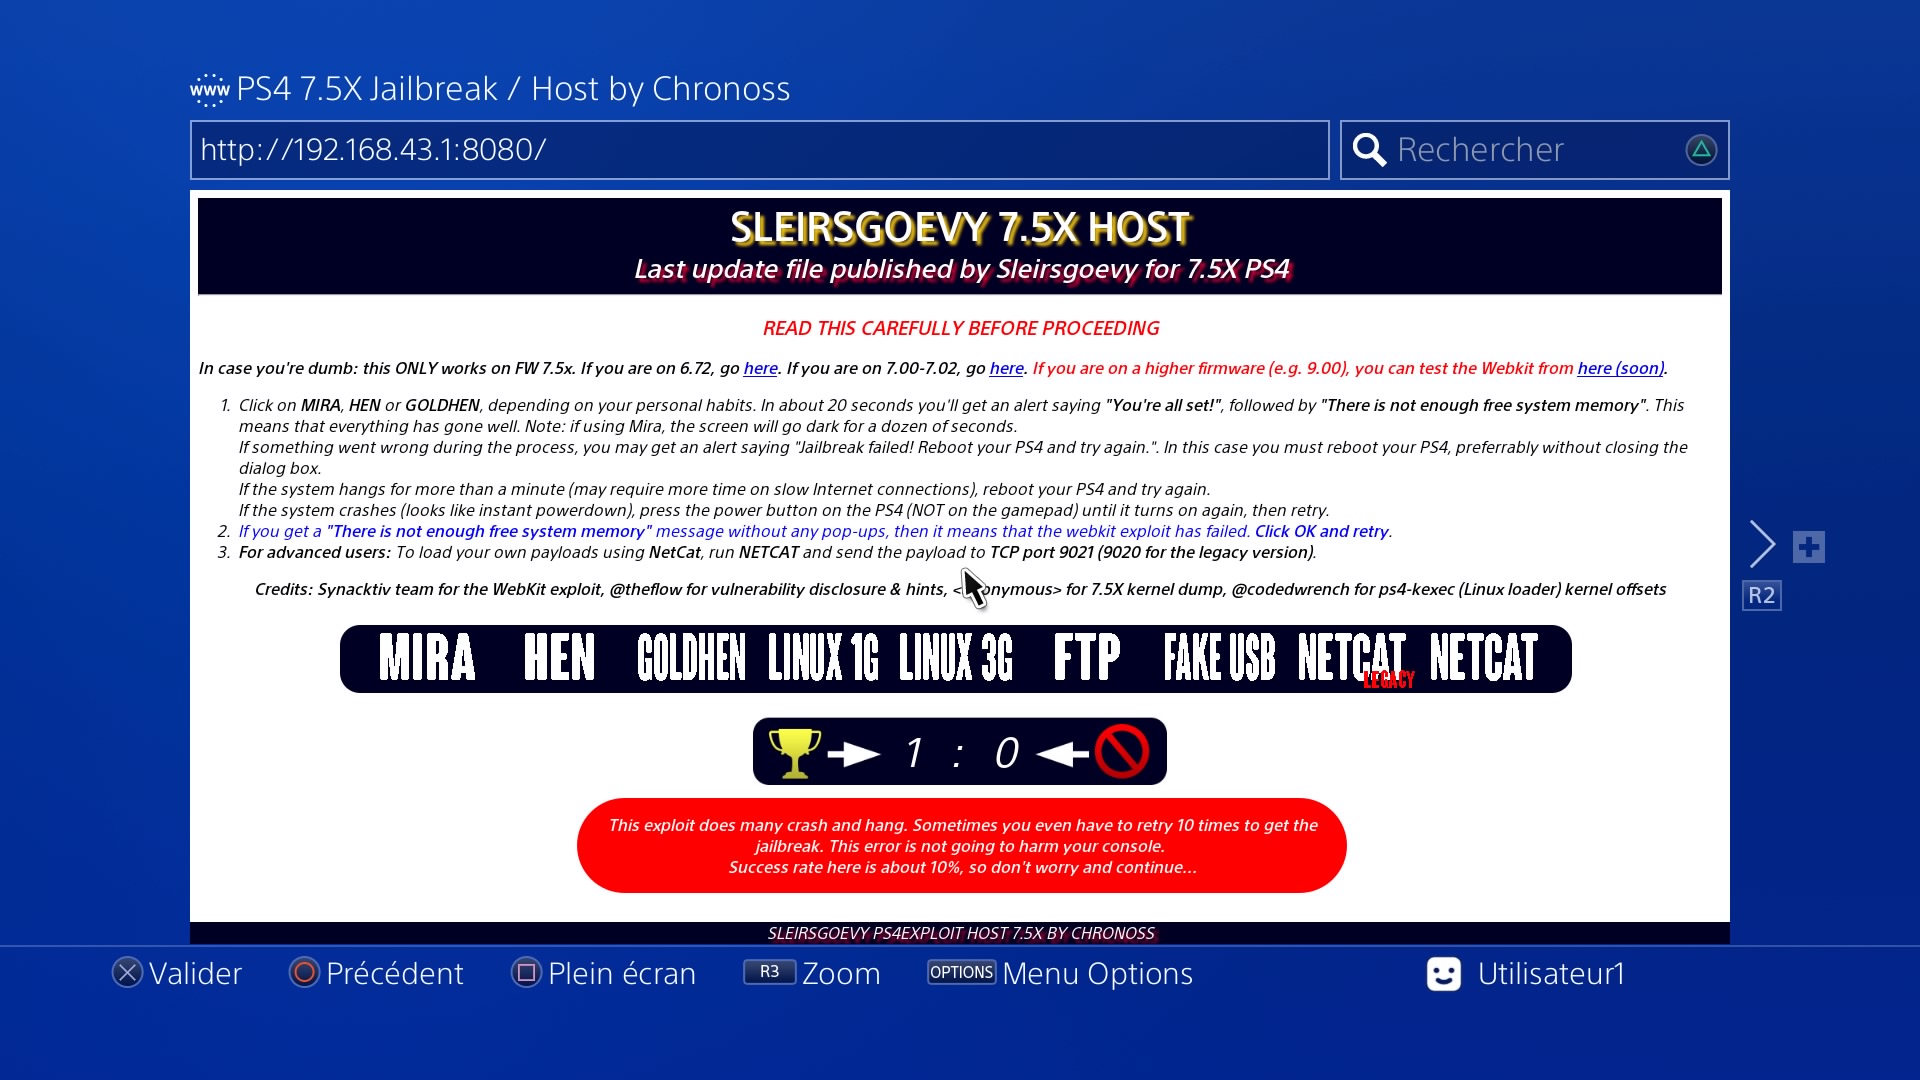 www PS4 7.5X Jailbreak / Host by Chronoss
http://192.168.43.1:8080/
Rechercher
SLEIRSGOEVY 7.5X HOST
Last update file published by Sleirsgoevy for 7.5X PS4
READ THIS CAREFULLY BEFORE PROCEEDING
In case you're dumb: this ONLY works on FW 7.5x. If you are on 6.72, go here. If you are on 7.00-7.02, go here. If you are on a higher firmware (e.g. 9.00), you can test the Webkit from here (soon).
1. Click on MIRA, HEN or GOLDHEN, depending on your personal habits. In about 20 seconds you'll get an alert saying "You're all set!", followed by "There is not enough free system memory". This
means that everything has gone well. Note: if using Mira, the screen will go dark for a dozen of seconds.
If something went wrong during the process, you may get an alert saying "Jailbreak failed! Reboot your PS4 and try again.". In this case you must reboot your PS4, preferrably without closing the
dialog box.
If the system hangs for more than a minute (may require more time on slow Internet connections), reboot your PS4 and try again.
If the system crashes (looks like instant powerdown), press the power button on the PS4 (NOT on the gamepad) until it turns on again, then retry.
2. If you get a "There is not enough free system memory" message without any pop-ups, then it means that the webkit exploit has failed. Click OK and retry.
3. For advanced users: To load your own payloads using NetCat, run NETCAT and send the payload to TCP port 9021 (9020 for the legacy version).
Credits: Synacktiv team for the WebKit exploit, @theflow for vulnerability disclosure & hints, < onymous> for 7.5X kernel dump, @codedwrench for ps4-kexec (Linux loader) kernel offsets
R2
MIRA HEN GOLDHEN LINUX 1G LINUX 3G FTP FAKE USB NETCAT LEGACY NETCAT
1 : 0
This exploit does many crash and hang. Sometimes you even have to retry 10 times to get the
jailbreak. This error is not going to harm your console.
Success rate here is about 10%, so don't worry and continue...
SLEIRSGOEVY PS4EXPLOIT HOST 7.5X BY CHRONOSS
Valider Précédent Plein écran R3 Zoom OPTIONS Menu Options Utilisateur1